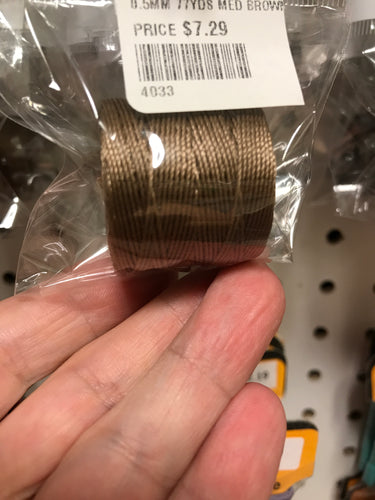 0.5MM 77YDS MED BROWN
PRICE $7.29
4033